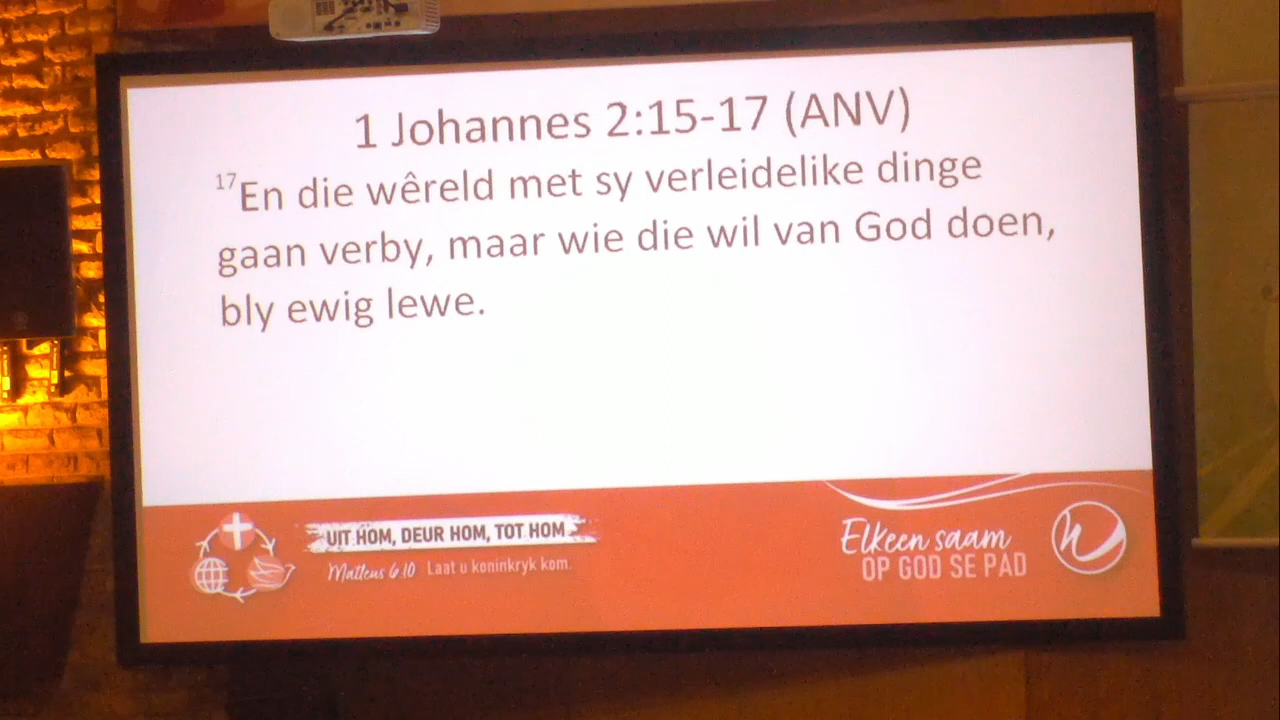 1 Johannes 2:15-17 (ANV)
17En die wêreld met sy verleidelike dinge
gaan verby, maar wie die wil van God doen,
bly ewig lewe.
UIT HOM, DEUR HOM, TOT HOM
Matteus 6:10 Laat u koninkryk kom.
Elkeen saam
OP GOD SE PAD